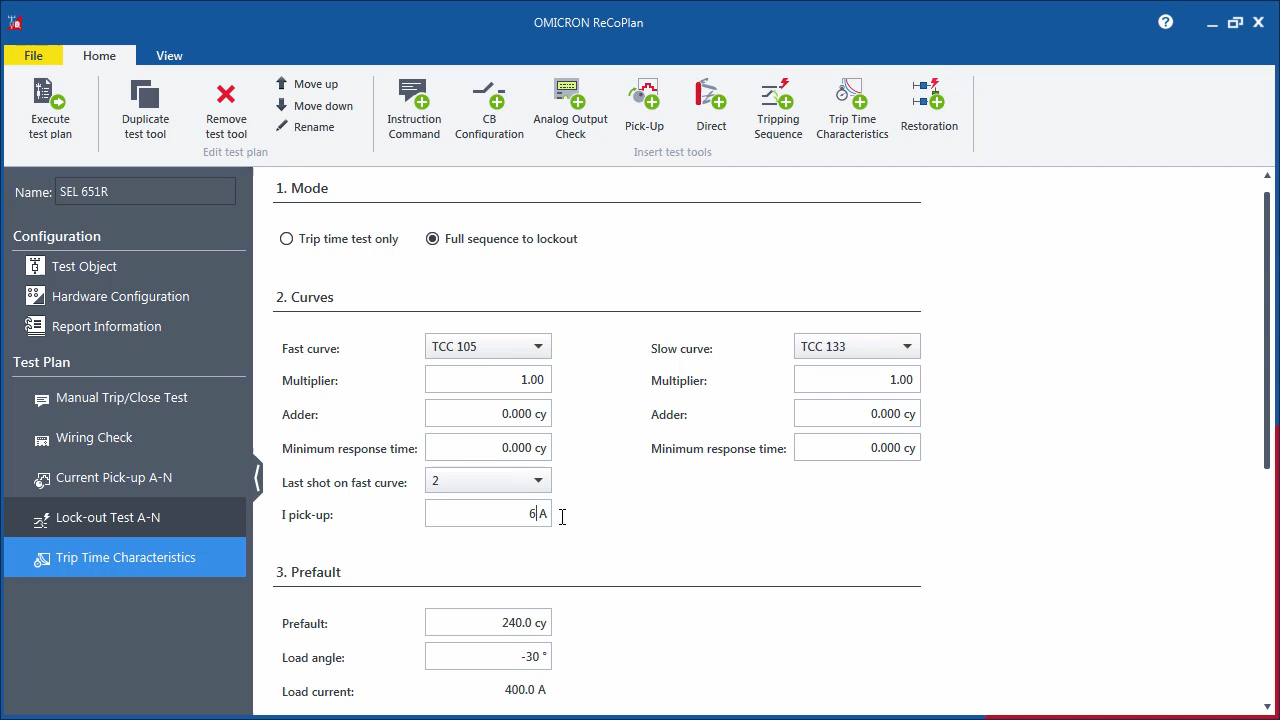 OMICRON ReCoPlan
File
Home
View
Execute
test plan
Duplicate
test tool
Remove
test tool
Move up
Move down
Rename
Edit test plan
Instruction
Command
CB
Configuration
Analog Output
Check
Pick-Up
Direct
Tripping
Sequence
Trip Time
Characteristics
Restoration
Insert test tools
Name: SEL 651R
Configuration
Test Object
Hardware Configuration
Report Information
Test Plan
Manual Trip/Close Test
Wiring Check
Current Pick-up A-N
Lock-out Test A-N
Trip Time Characteristics
1. Mode
Trip time test only
Full sequence to lockout
2. Curves
Fast curve: TCC 105
Slow curve: TCC 133
Multiplier: 1.00
Multiplier: 1.00
Adder: 0.000 cy
Adder: 0.000 cy
Minimum response time: 0.000 cy
Minimum response time: 0.000 cy
Last shot on fast curve: 2
I pick-up: 6 A
3. Prefault
Prefault: 240.0 cy
Load angle: -30 °
Load current: 400.0 A